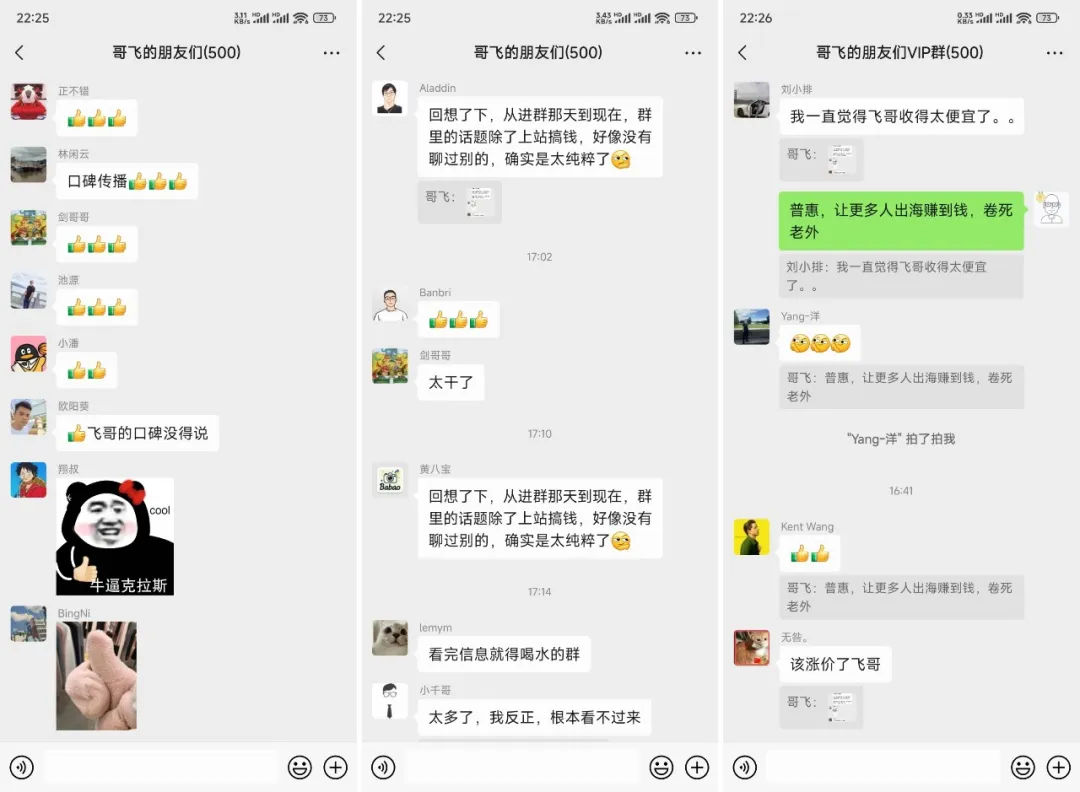 22:25
3.11
KB/s
HD
HD
73
哥飞的朋友们(500)
正不错
👍👍👍
林闲云
口碑传播👍👍👍
剑哥哥
👍👍👍
池源
👍👍👍
小潘
👍👍
欧阳葵
👍飞哥的口碑没得说
翔叔
cool
牛逼克拉斯
BingNi
22:25
3.43
KB/s
HD
HD
73
哥飞的朋友们(500)
Aladdin
回想了下，从进群那天到现在，群
里的话题除了上站搞钱，好像没有
聊过别的，确实是太纯粹了
哥飞：
17:02
Banbri
👍👍👍
剑哥哥
太干了
17:10
黄八宝
Babao
回想了下，从进群那天到现在，群
里的话题除了上站搞钱，好像没有
聊过别的，确实是太纯粹了
17:14
lemym
看完信息就得喝水的群
小千哥
太多了，我反正，根本看不过来
22:26
0.33
KB/s
HD
HD
73
哥飞的朋友们VIP群(500)
刘小排
我一直觉得飞哥收得太便宜了。。
哥飞：
普惠，让更多人出海赚到钱，卷死
老外
刘小排：我一直觉得飞哥收得太便宜
了。。
Yang-洋
哥飞：普惠，让更多人出海赚到钱，卷死
老外
"Yang-洋" 拍了拍我
16:41
Kent Wang
👍👍
哥飞：普惠，让更多人出海赚到钱，卷死
老外
无咎。
该涨价了飞哥
哥飞：